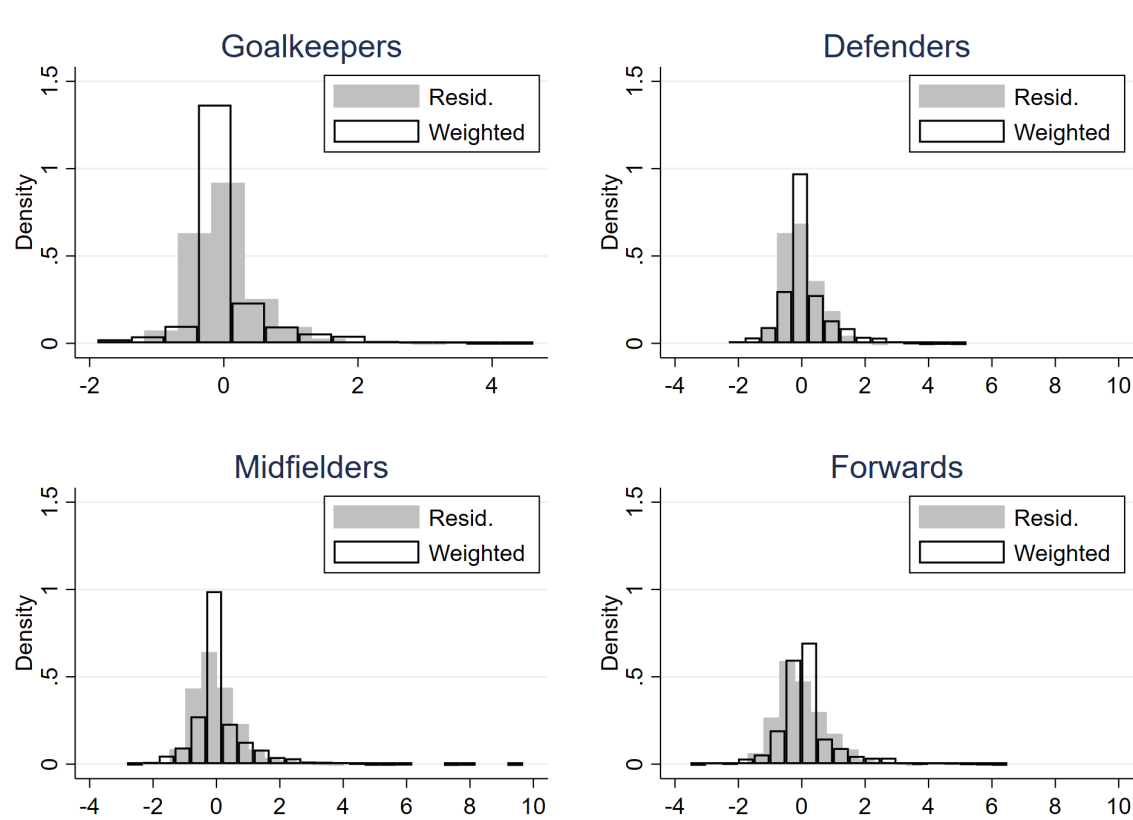 Goalkeepers
Density
0
.5
1
1.5
-2
0
2
4
Resid.
Weighted
Defenders
Density
0
.5
1
1.5
-4
-2
0
2
4
6
8
10
Resid.
Weighted
Midfielders
Density
0
.5
1
1.5
-4
-2
0
2
4
6
8
10
Resid.
Weighted
Forwards
Density
0
.5
1
1.5
-4
-2
0
2
4
6
8
10
Resid.
Weighted